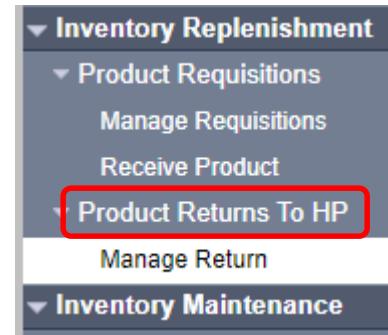 Inventory Replenishment
Product Requisitions
Manage Requisitions
Receive Product
Product Returns To HP
Manage Return
Inventory Maintenance